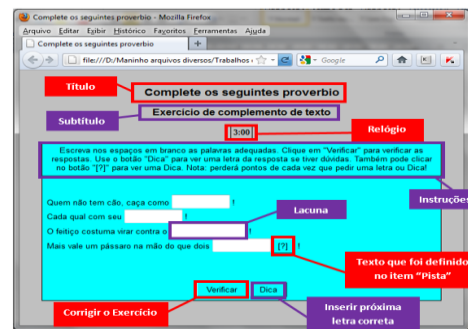 Complete os seguintes proverbio - Mozilla Firefox
Arquivo Editar Exibir Histórico Favoritos Ferramentas Ajuda
Complete os seguintes proverbio
file:///D:/Maninho arquivos diversos/Trabalhos
Google
Título
Complete os seguintes proverbio
Subtítulo
Exercicio de complemento de texto
3:00
Relógio
Escreva nos espaços em branco as palavras adequadas. Clique em "Verificar" para verificar as
respostas. Use o botão "Dica" para ver uma letra da resposta se tiver dúvidas. Também pode clicar
no botão "[?]" para ver uma Dica. Nota: perderá pontos de cada vez que pedir uma letra ou Dica!
Instruções
Quem não tem cão, caça como !
Cada qual com seu !
Lacuna
O feitiço costuma virar contra o !
Mais vale um pássaro na mão do que dois [?] !
Texto que foi definido
no item “Pista”
Verificar Dica
Corrigir o Exercício
Inserir próxima
letra correta